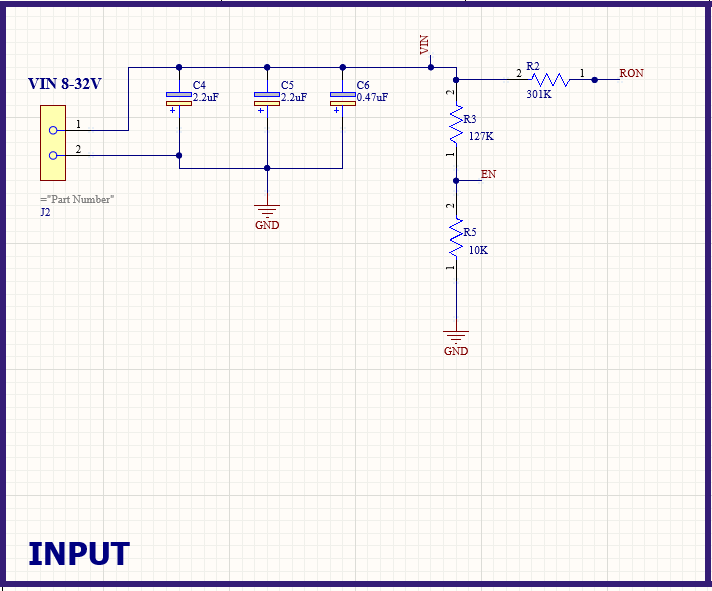 VIN
VIN 8-32V
C4
2.2uF
+
C5
2.2uF
+
C6
0.47uF
+
2
R2
1
RON
301K
1
2
2
R3
127K
1
EN
="Part Number"
J2
GND
2
R5
10K
1
GND
INPUT